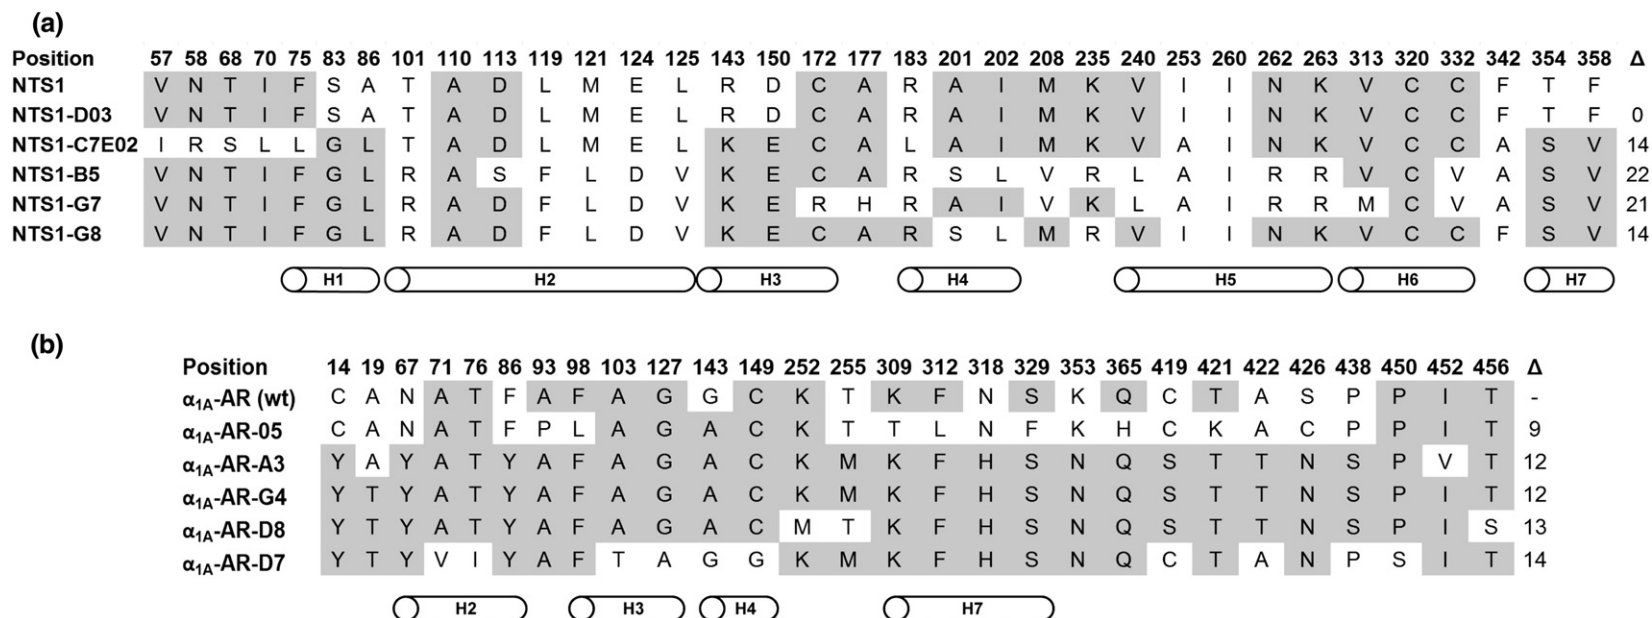 (a)
Position 57 58 68 70 75 83 86 101 110 113 119 121 124 125 143 150 172 177 183 201 202 208 235 240 253 260 262 263 313 320 332 342 354 358 Δ
NTS1 V N T I F S A T A D L M E L R D C A R A I M K V I I N K V C C F T F
NTS1-D03 V N T I F S A T A D L M E L R D C A R A I M K V I I N K V C C F T F 0
NTS1-C7E02 I R S L L G L T A D L M E L K E C A L A I M K V A I N K V C C A S V 14
NTS1-B5 V N T I F G L R A S F L D V K E C A R S L V R L A I R R V C V A S V 22
NTS1-G7 V N T I F G L R A D F L D V K E R H R A I V K L A I R R M C V A S V 21
NTS1-G8 V N T I F G L R A D F L D V K E C A R S L M R V I I N K V C C F S V 14
H1 H2 H3 H4 H5 H6 H7
(b)
Position 14 19 67 71 76 86 93 98 103 127 143 149 252 255 309 312 318 329 353 365 419 421 422 426 438 450 452 456 Δ
α1A-AR (wt) C A N A T F A F A G G C K T K F N S K Q C T A S P P I T -
α1A-AR-05 C A N A T F P L A G A C K T T L N F K H C K A C P P I T 9
α1A-AR-A3 Y A Y A T Y A F A G A C K M K F H S N Q S T T N S P V T 12
α1A-AR-G4 Y T Y A T Y A F A G A C K M K F H S N Q S T T N S P I T 12
α1A-AR-D8 Y T Y A T Y A F A G A C M T K F H S N Q S T T N S P I S 13
α1A-AR-D7 Y T Y V I Y A F T A G G K M K F H S N Q C T A N P S I T 14
H2 H3 H4 H7